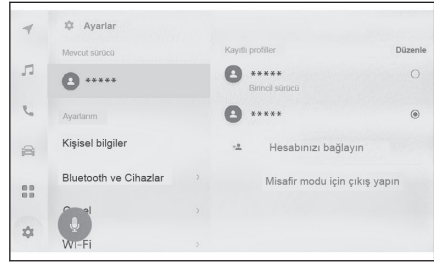 Ayarlar
Mevcut sürücü
*****
Ayarlarım
Kişisel bilgiler
Bluetooth ve Cihazlar
Genel
Wi-Fi
Kayıtlı profiller
Düzenle
*****
Birincil sürücü
*****
Hesabınızı bağlayın
Misafir modu için çıkış yapın